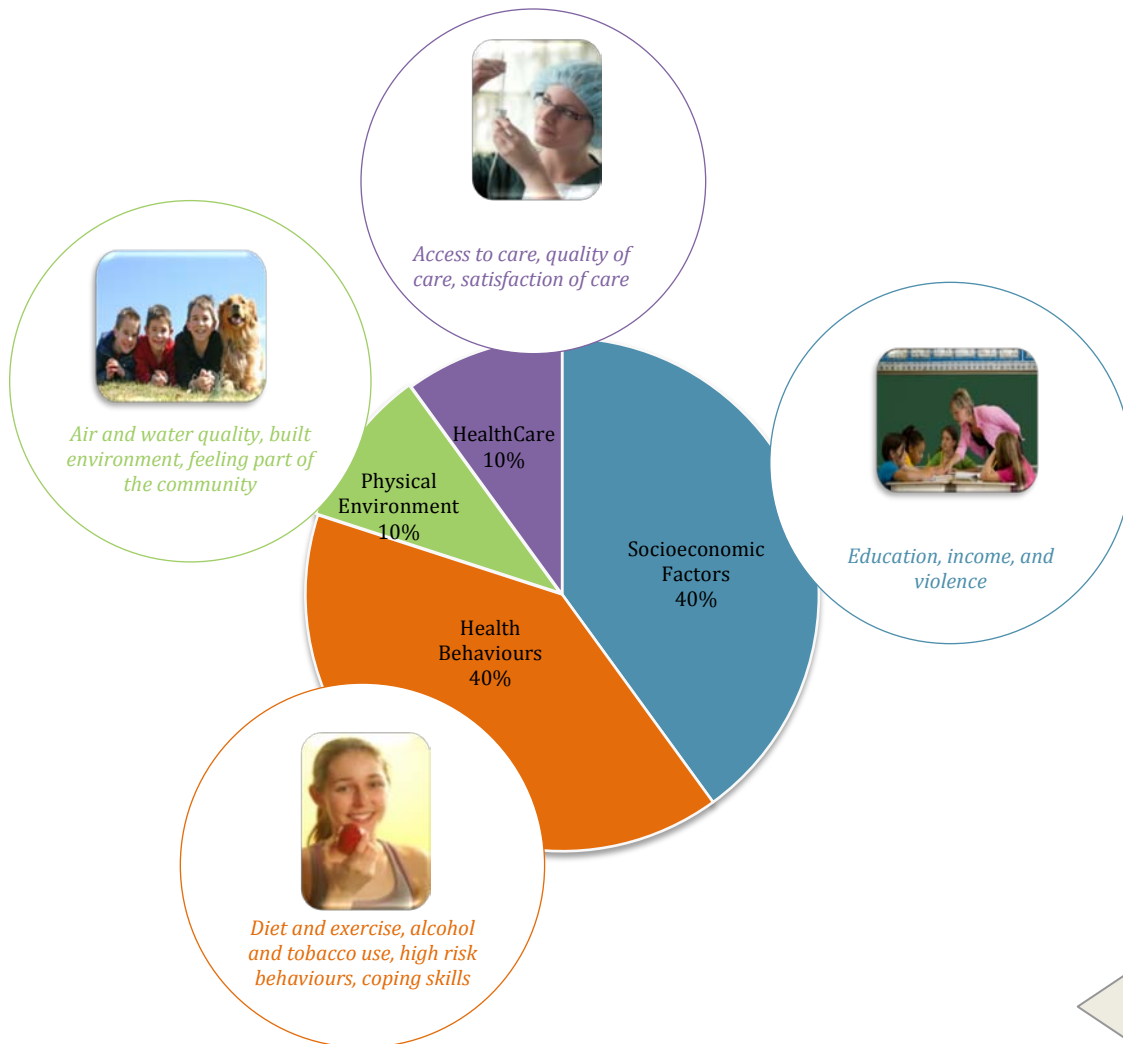 Access to care, quality of
care, satisfaction of care
Air and water quality, built
environment, feeling part of
the community
HealthCare
10%
Physical
Environment
10%
Socioeconomic
Factors
40%
Education, income, and
violence
Health
Behaviours
40%
Diet and exercise, alcohol
and tobacco use, high risk
behaviours, coping skills